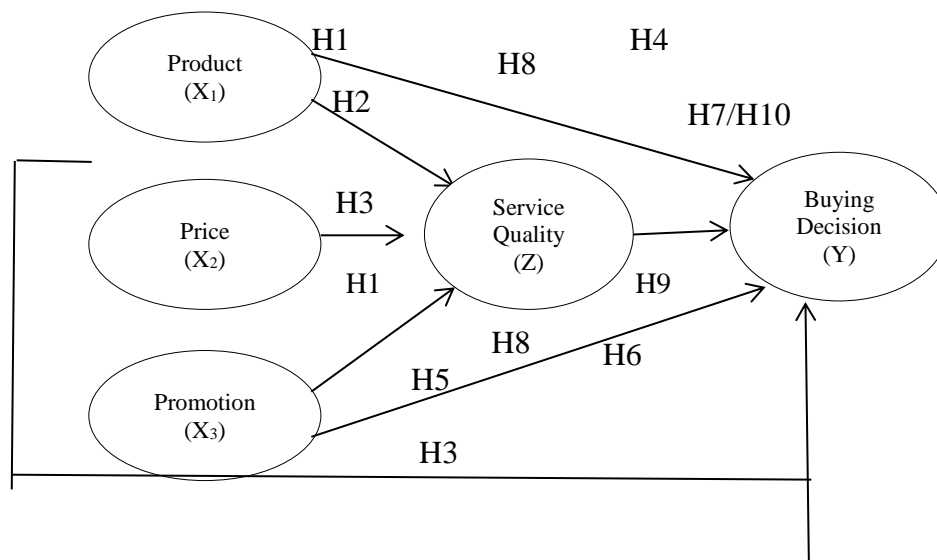 H1
H4
H8
Product
(X₁)
H2
H7/H10
H3
Service
Quality
(Z)
Buying
Decision
(Y)
Price
(X₂)
H1
H9
H8
H6
H5
Promotion
(X₃)
H3